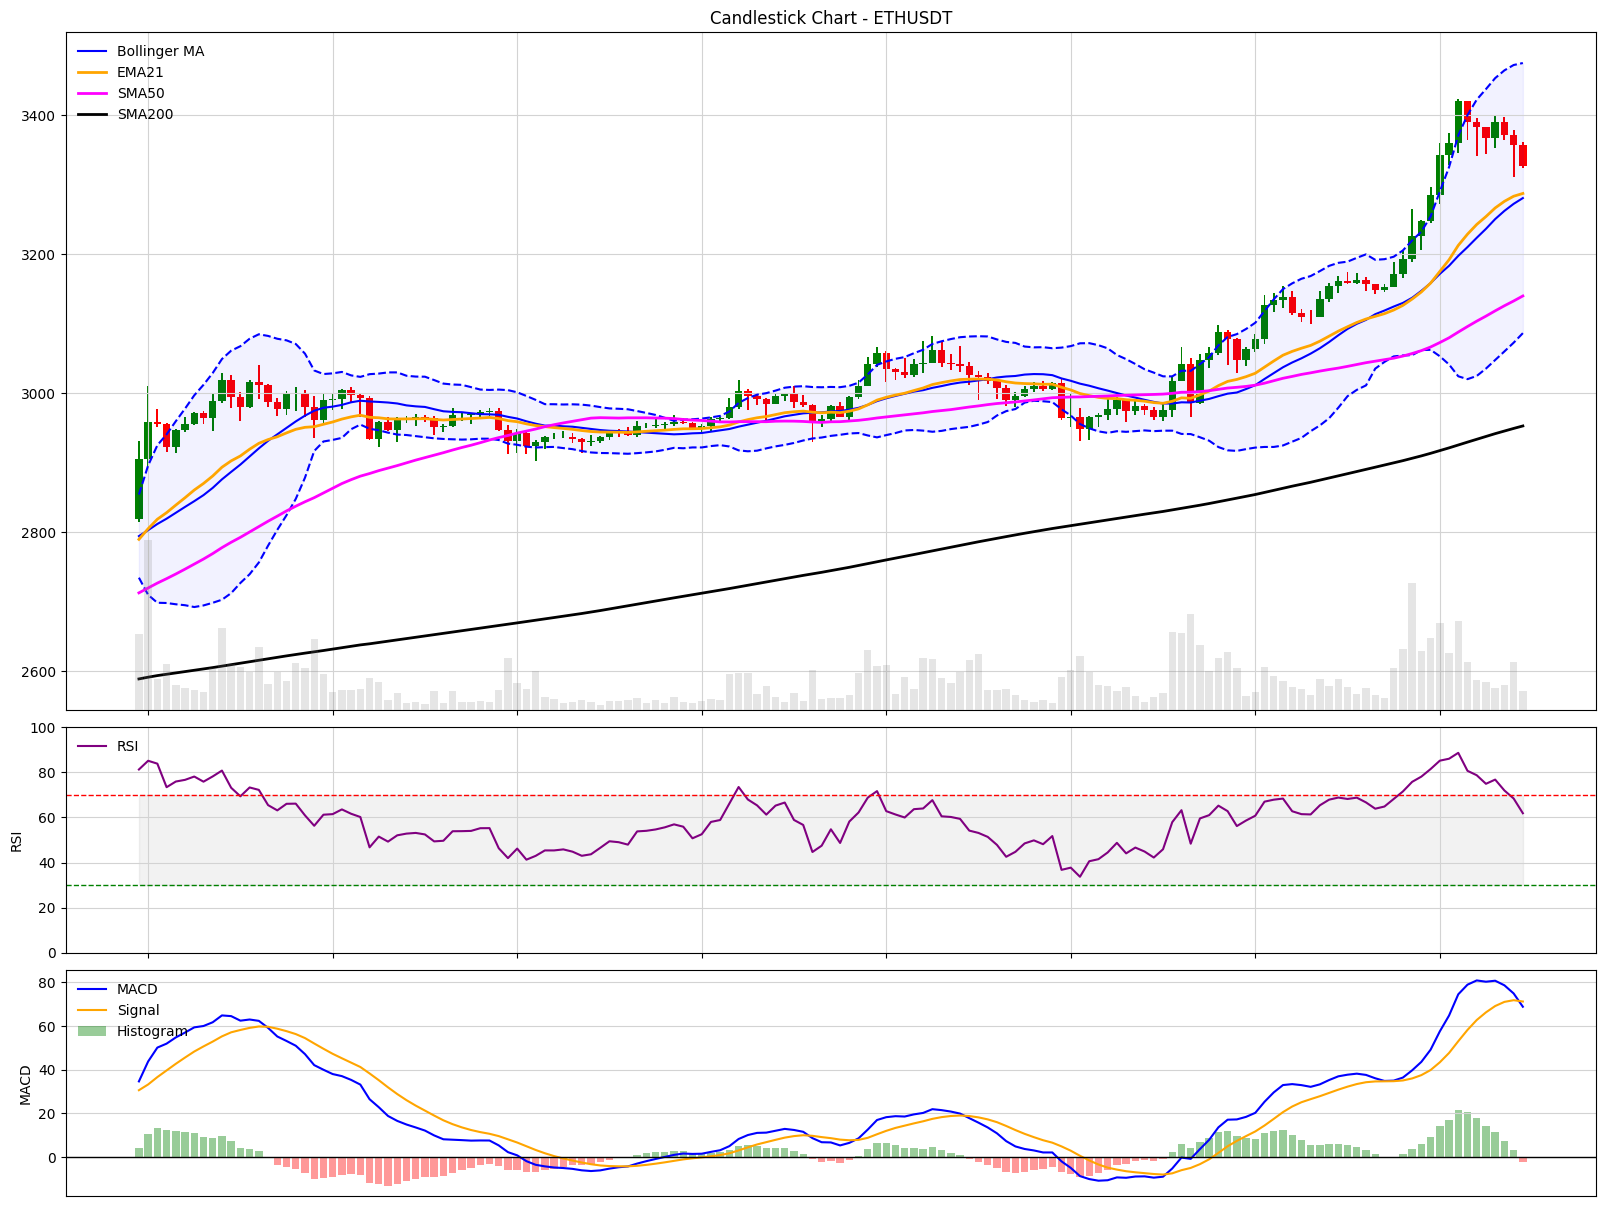 Candlestick Chart - ETHUSDT
Bollinger MA
EMA21
SMA50
SMA200
3400
3200
3000
2800
2600
RSI
100
80
60
40
20
0
RSI
MACD
Signal
Histogram
80
60
40
20
0
MACD